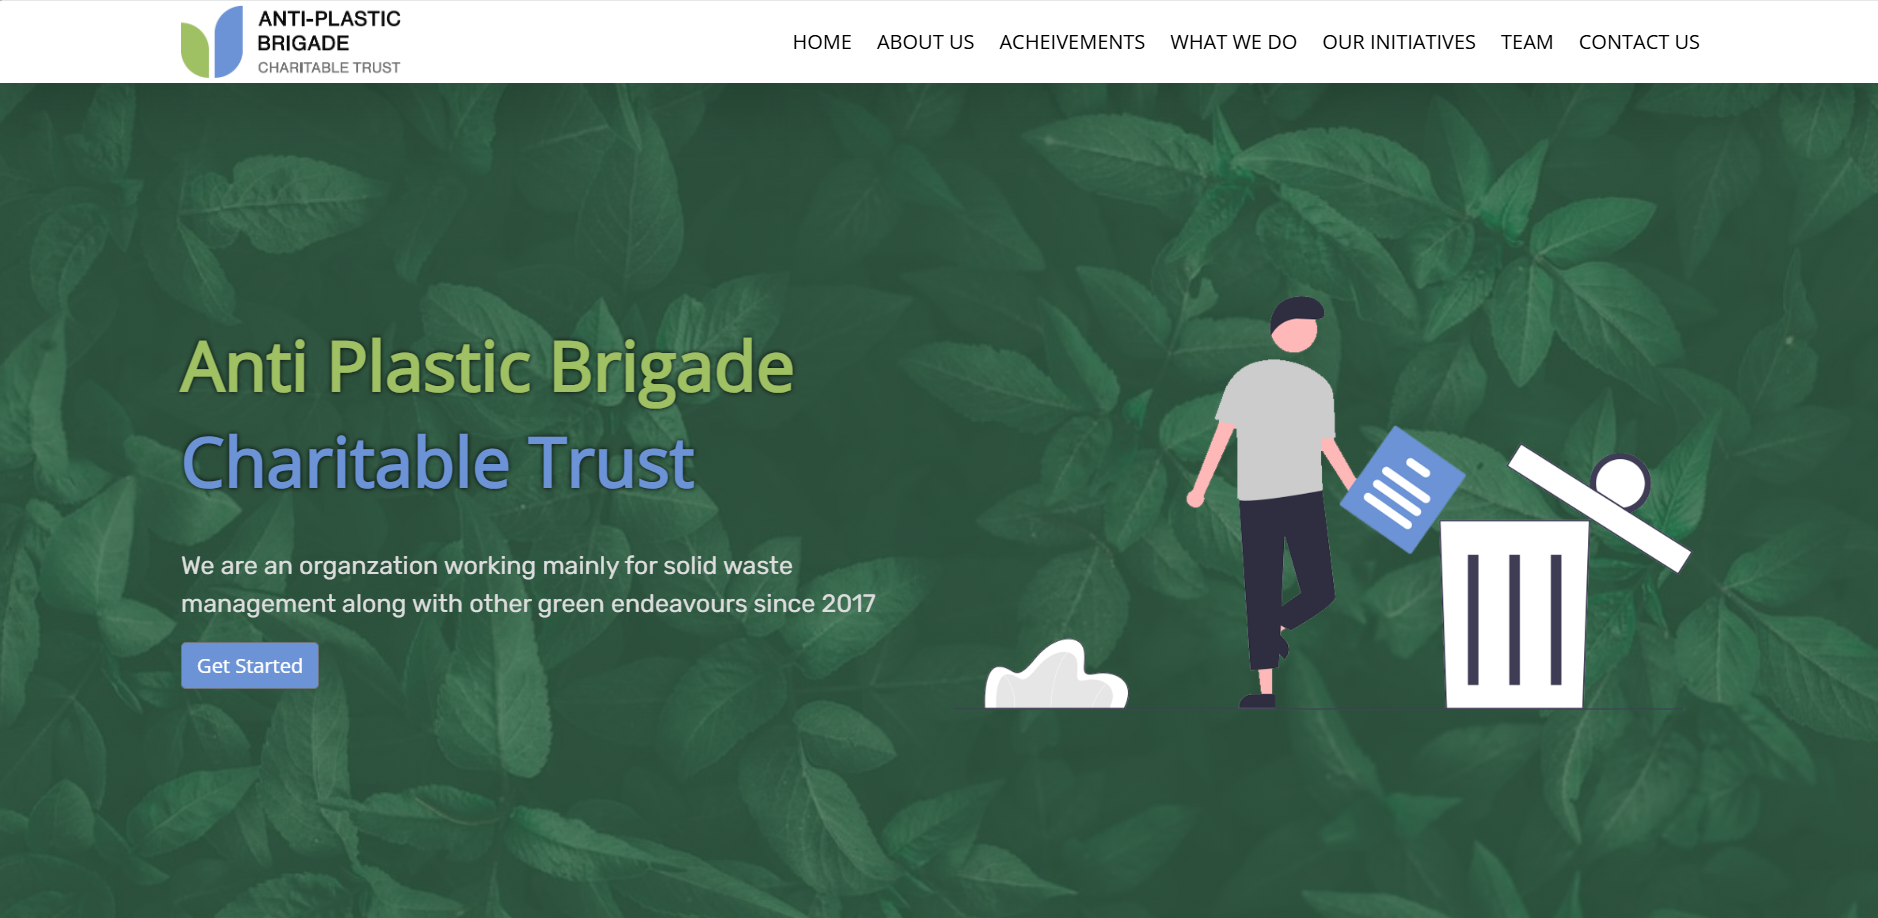 ANTI-PLASTIC
BRIGADE
CHARITABLE TRUST
HOME ABOUT US ACHEIVEMENTS WHAT WE DO OUR INITIATIVES TEAM CONTACT US
Anti Plastic Brigade
Charitable Trust
We are an organzation working mainly for solid waste
management along with other green endeavours since 2017
Get Started